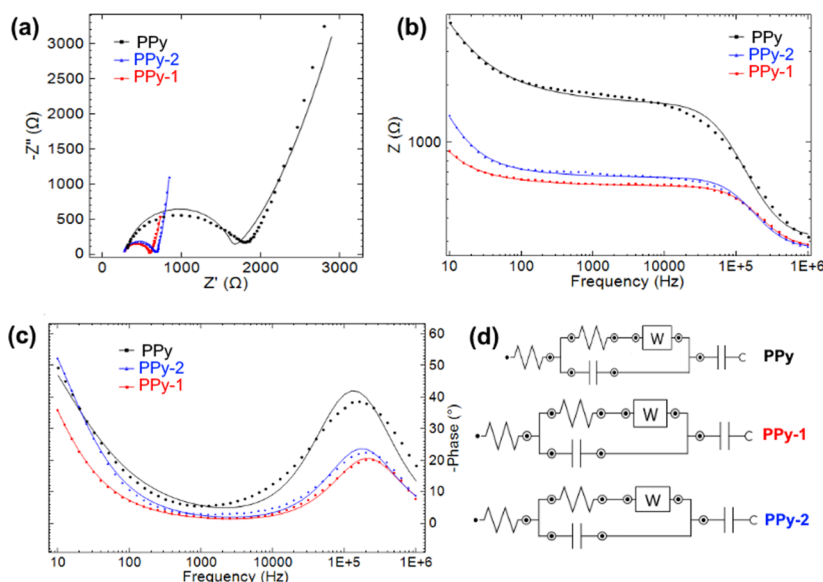 (a)
PPy
PPy-2
PPy-1
3000
2500
2000
1500
1000
500
0
-Z" (Ω)
0 1000 2000 3000
Z' (Ω)
(b)
PPy
PPy-2
PPy-1
1000
Z (Ω)
10 100 1000 10000 1E+5 1E+6
Frequency (Hz)
(c)
PPy
PPy-2
PPy-1
60
50
40
30
20
10
0
-Phase (°)
10 100 1000 10000 1E+5 1E+6
Frequency (Hz)
(d)
W
PPy
W
PPy-1
W
PPy-2